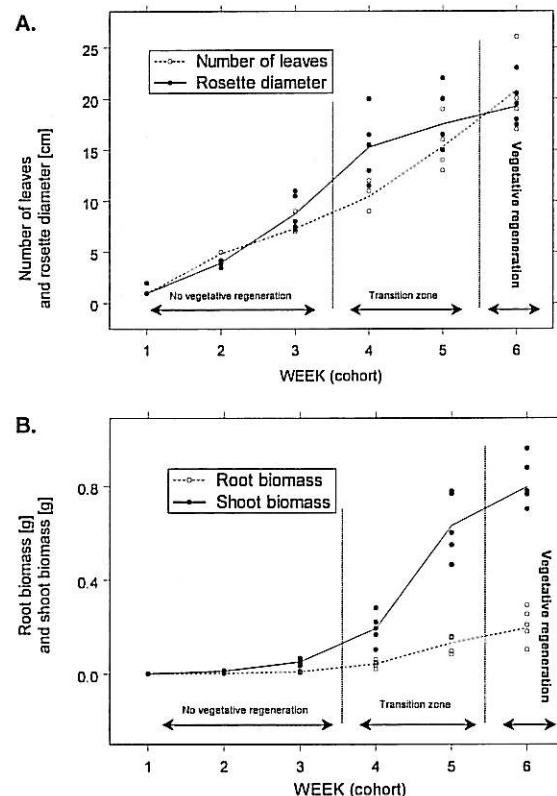 A.
Number of leaves
and rosette diameter [cm]
25
20
15
10
5
0
Number of leaves
Rosette diameter
No vegetative regeneration
Transition zone
Vegetative regeneration
1 2 3 4 5 6
WEEK (cohort)
B.
Root biomass [g]
and shoot biomass [g]
0.8
0.4
0.0
Root biomass
Shoot biomass
No vegetative regeneration
Transition zone
Vegetative regeneration
1 2 3 4 5 6
WEEK (cohort)